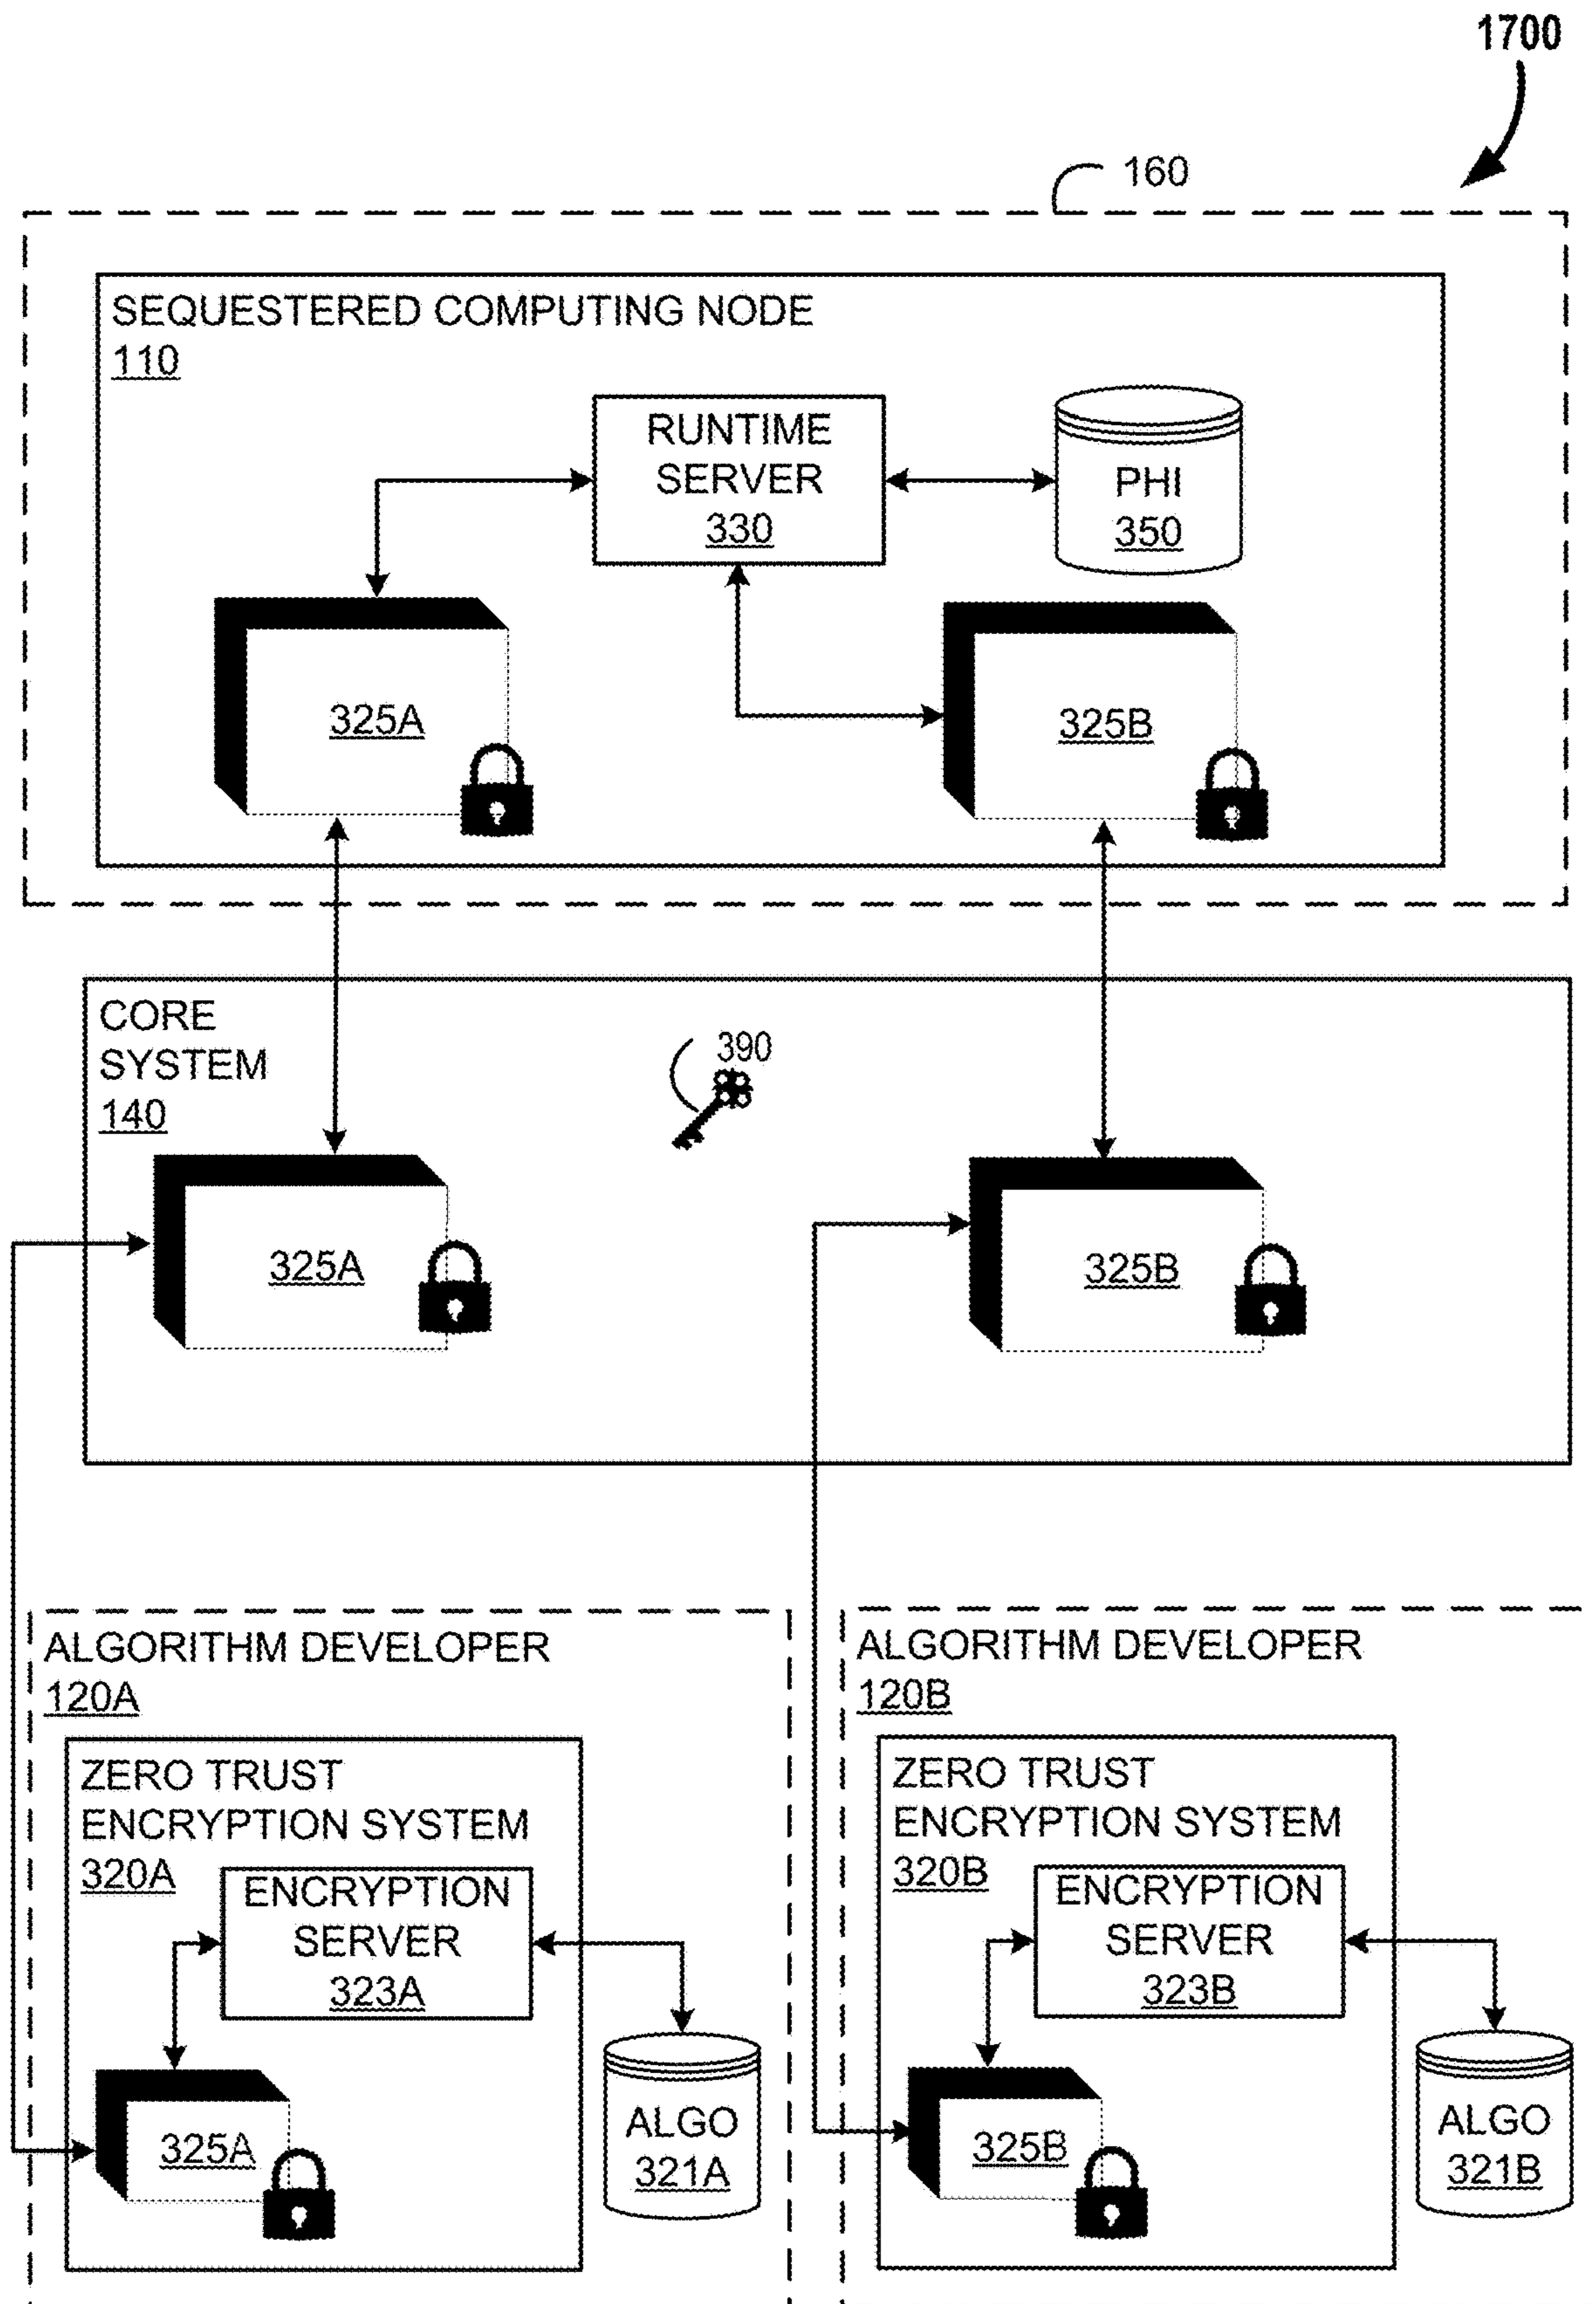 1700
160
SEQUESTERED COMPUTING NODE
110
RUNTIME
SERVER
330
PHI
350
325A
325B
CORE
SYSTEM
140
390
325A
325B
ALGORITHM DEVELOPER
120A
ZERO TRUST
ENCRYPTION SYSTEM
320A
ENCRYPTION
SERVER
323A
325A
ALGO
321A
ALGORITHM DEVELOPER
120B
ZERO TRUST
ENCRYPTION SYSTEM
320B
ENCRYPTION
SERVER
323B
325B
ALGO
321B